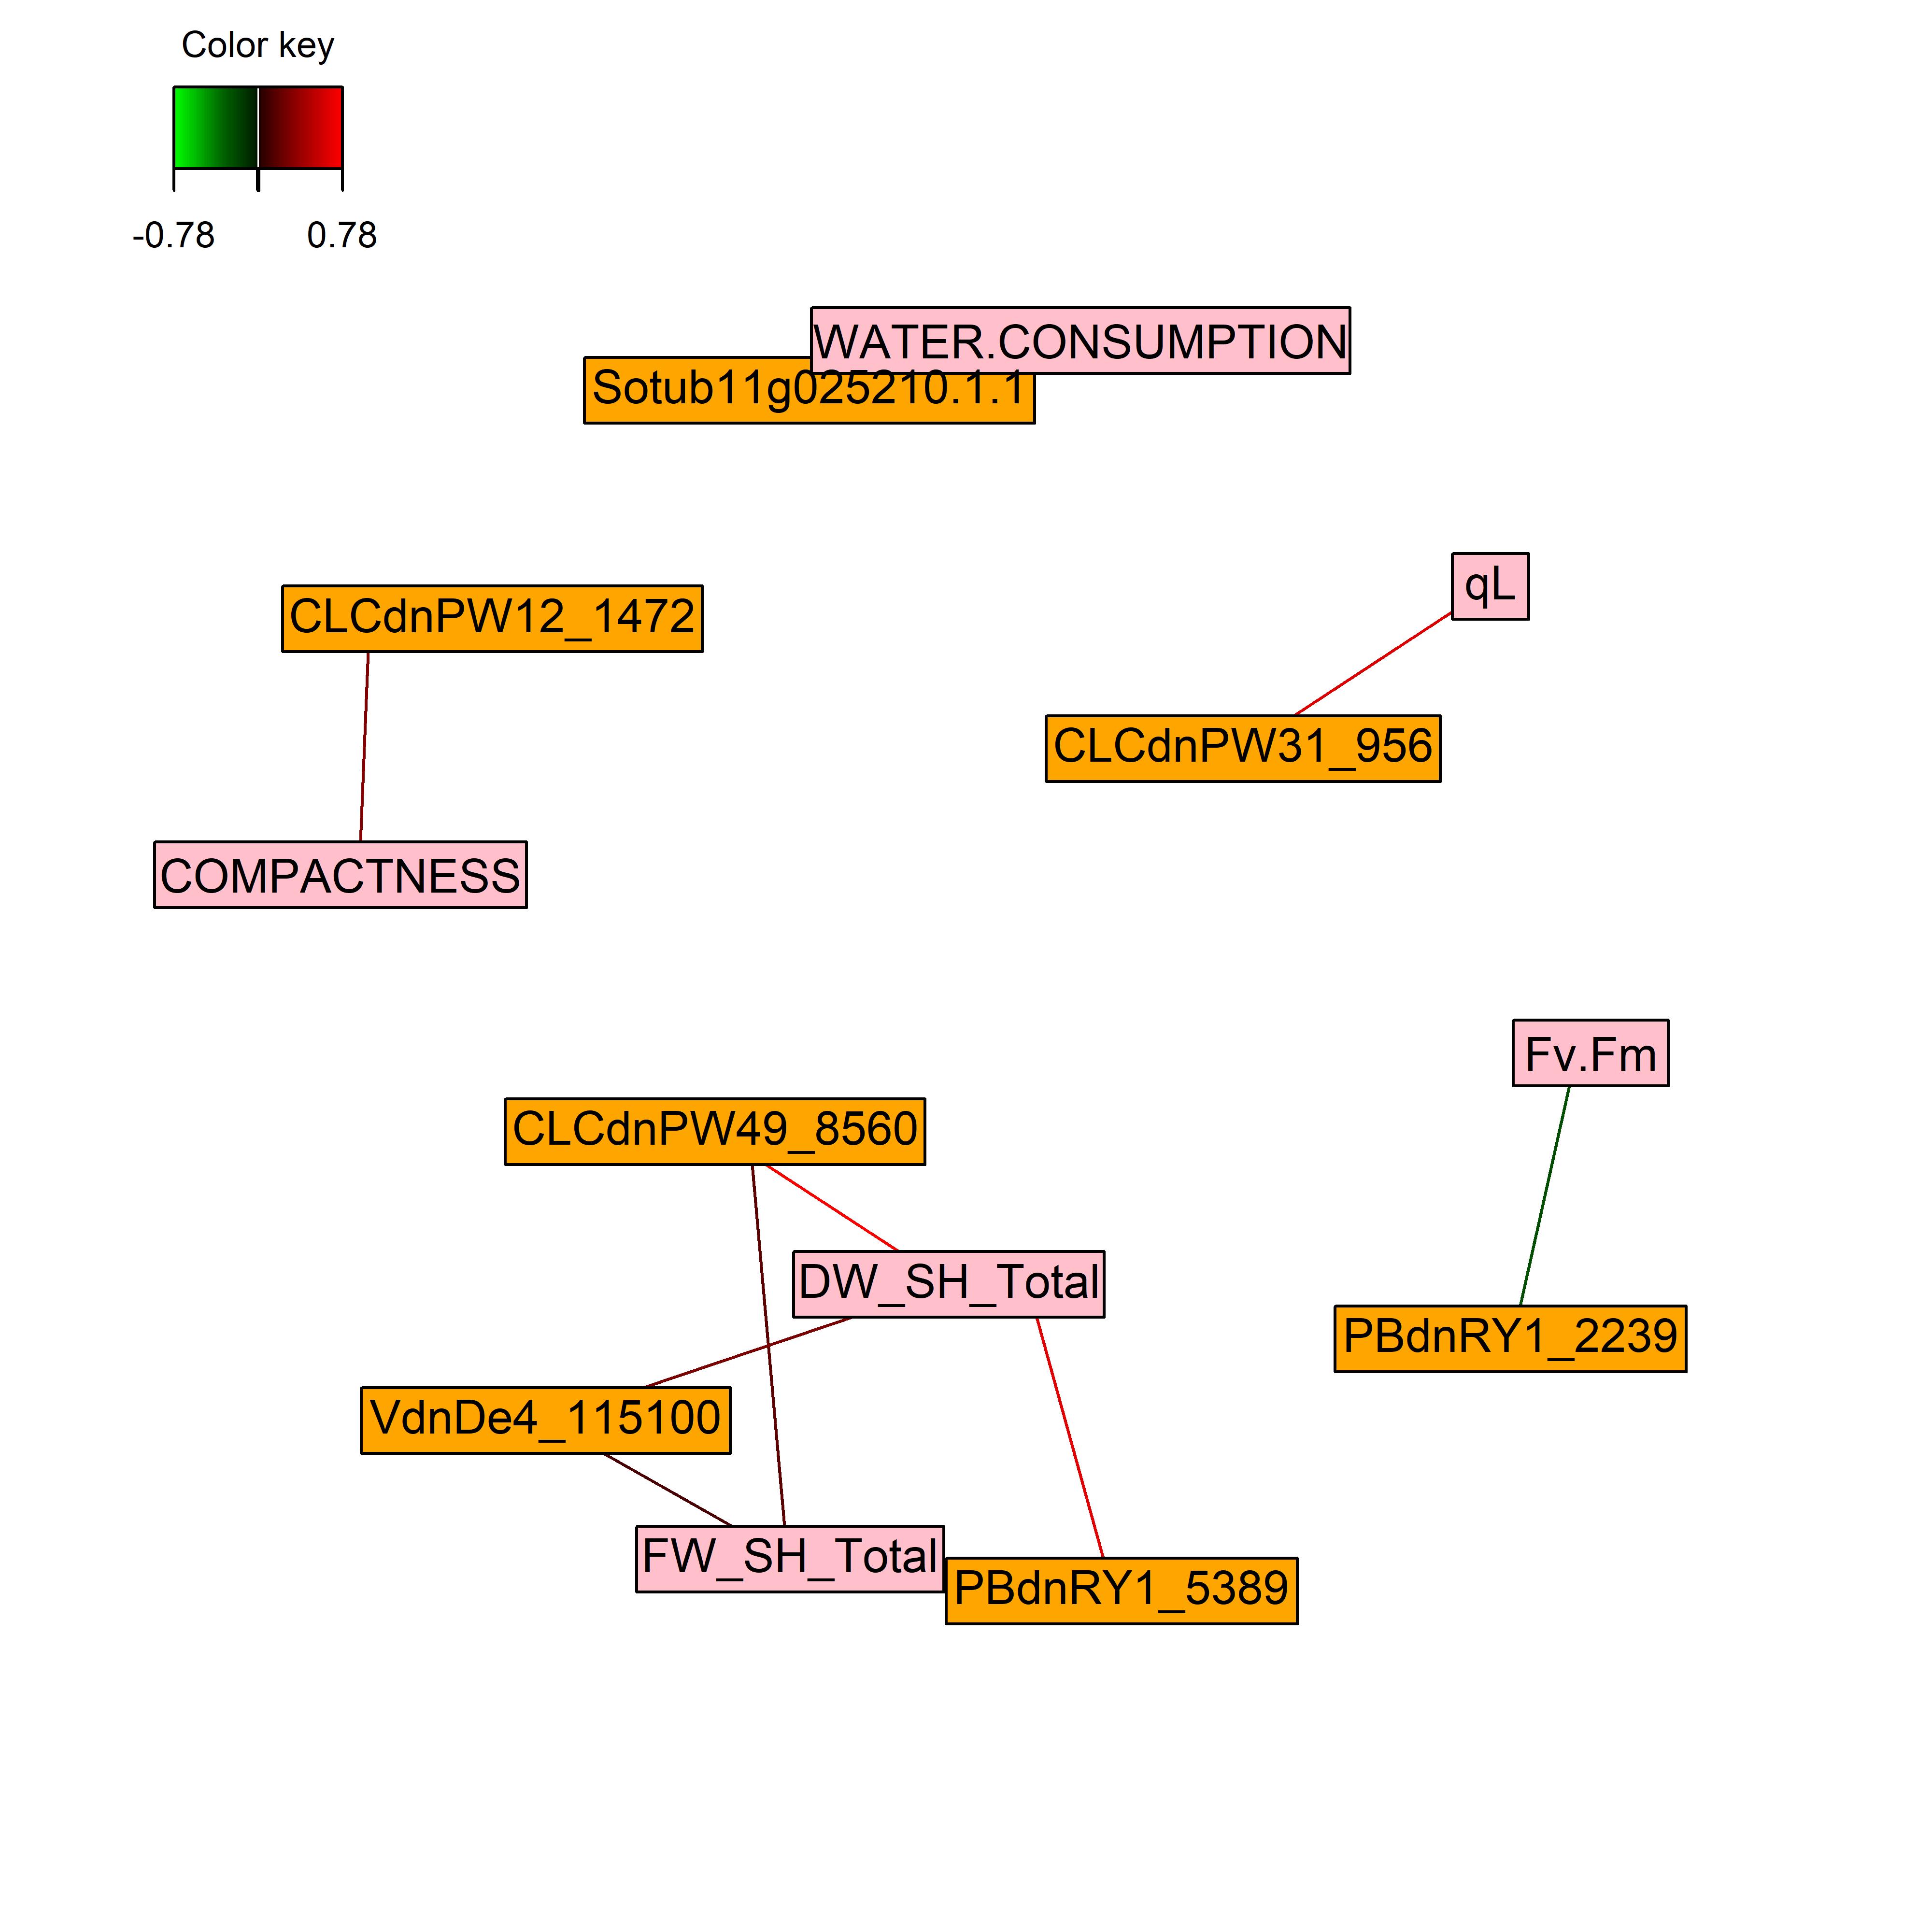 Color key
-0.78 0.78
WATER.CONSUMPTION
Sotub11g025210.1.1
qL
CLCdnPW12_1472
CLCdnPW31_956
COMPACTNESS
Fv.Fm
CLCdnPW49_8560
DW_SH_Total
PBdnRY1_2239
VdnDe4_115100
FW_SH_Total
PBdnRY1_5389